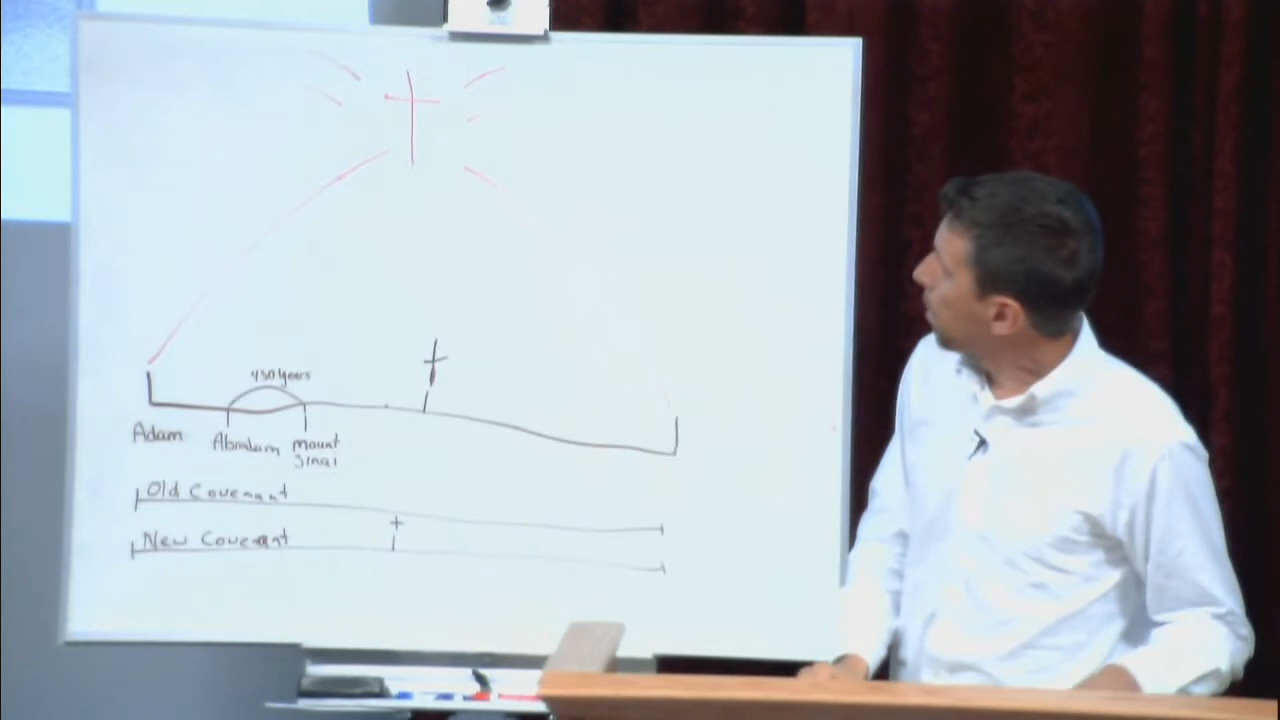 430 years
Adam
Abraham
mount
Sinai
Old Covenant
New Covenant